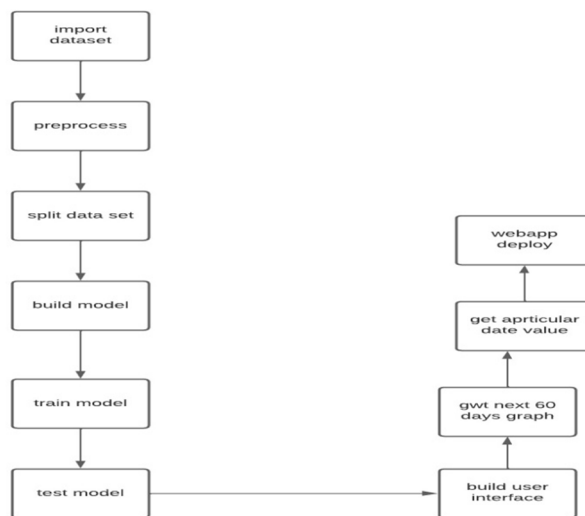 import
dataset
preprocess
split data set
build model
train model
test model
build user
interface
gwt next 60
days graph
get aprticular
date value
webapp
deploy